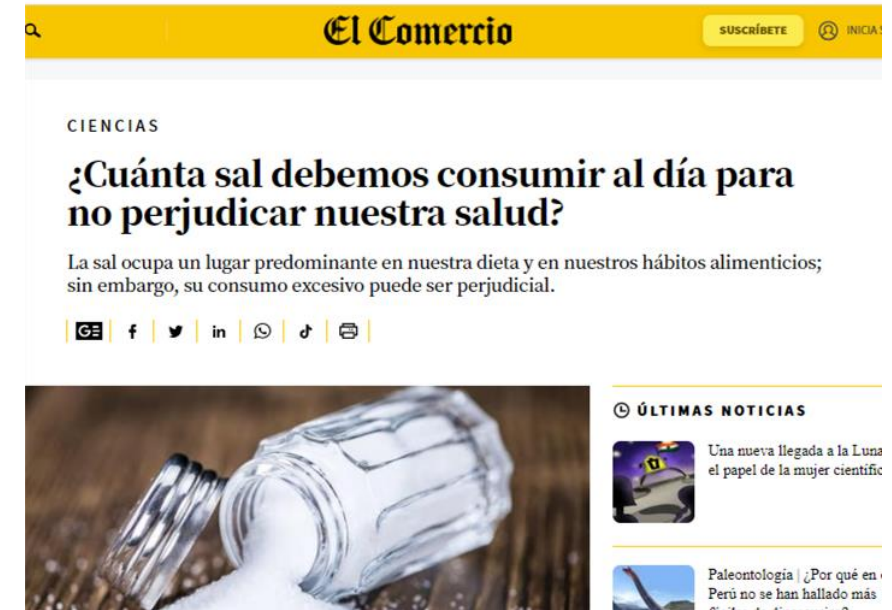 El Comercio
SUSCRÍBETE
INICIA
CIENCIAS
¿Cuánta sal debemos consumir al día para
no perjudicar nuestra salud?
La sal ocupa un lugar predominante en nuestra dieta y en nuestros hábitos alimenticios;
sin embargo, su consumo excesivo puede ser perjudicial.
GE
f
in
ÚLTIMAS NOTICIAS
Una nueva llegada a la Luna
el papel de la mujer científic
Paleontología | ¿Por qué en
Perú no se han hallado más